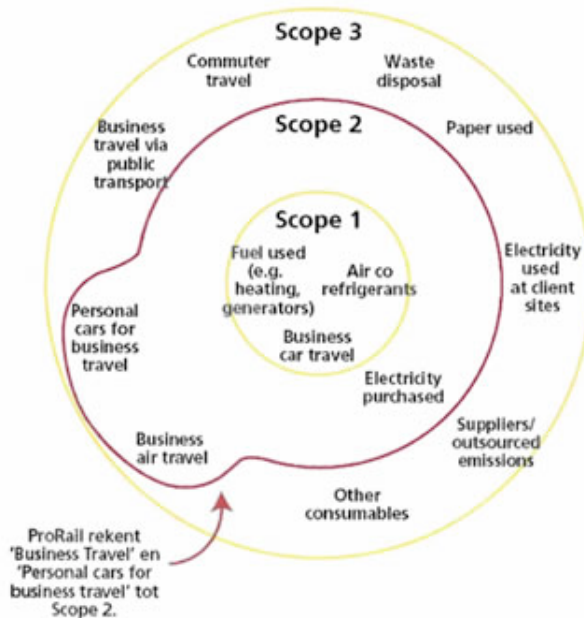 Scope 3
Commuter
travel
Waste
disposal
Business
travel via
public
transport
Scope 2
Paper used
Scope 1
Fuel used
(e.g.
heating,
generators)
Air co
refrigerants
Business
car travel
Electricity
used
at client
sites
Personal
cars for
business
travel
Electricity
purchased
Business
air travel
Suppliers/
outsourced
emissions
Other
consumables
ProRail rekent
'Business Travel' en
'Personal cars for
business travel' tot
Scope 2.